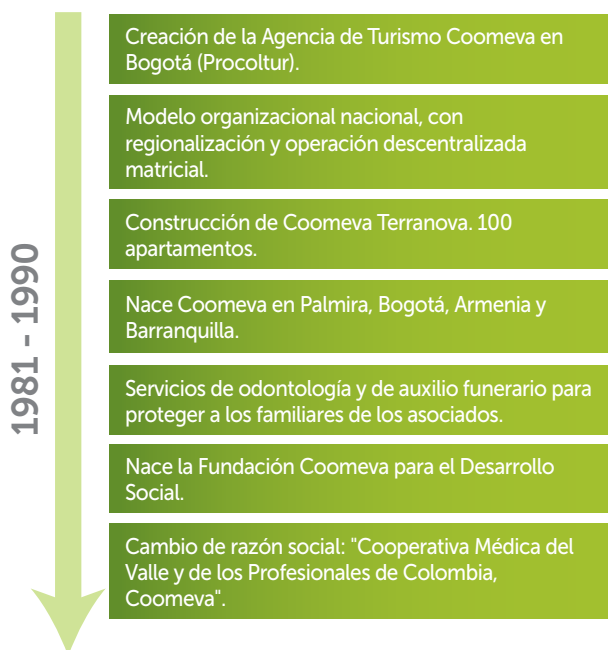 1981 - 1990
Creación de la Agencia de Turismo Coomeva en
Bogotá (Procoltur).
Modelo organizacional nacional, con
regionalización y operación descentralizada
matricial.
Construcción de Coomeva Terranova. 100
apartamentos.
Nace Coomeva en Palmira, Bogotá, Armenia y
Barranquilla.
Servicios de odontología y de auxilio funerario para
proteger a los familiares de los asociados.
Nace la Fundación Coomeva para el Desarrollo
Social.
Cambio de razón social: "Cooperativa Médica del
Valle y de los Profesionales de Colombia,
Coomeva".